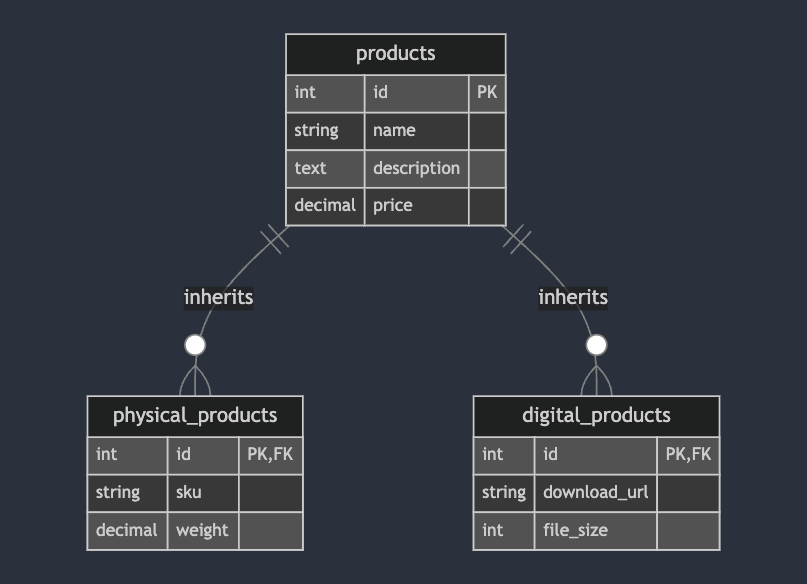 products
int id PK
string name
text description
decimal price
inherits inherits
physical_products
int id PK,FK
string sku
decimal weight
digital_products
int id PK,FK
string download_url
int file_size